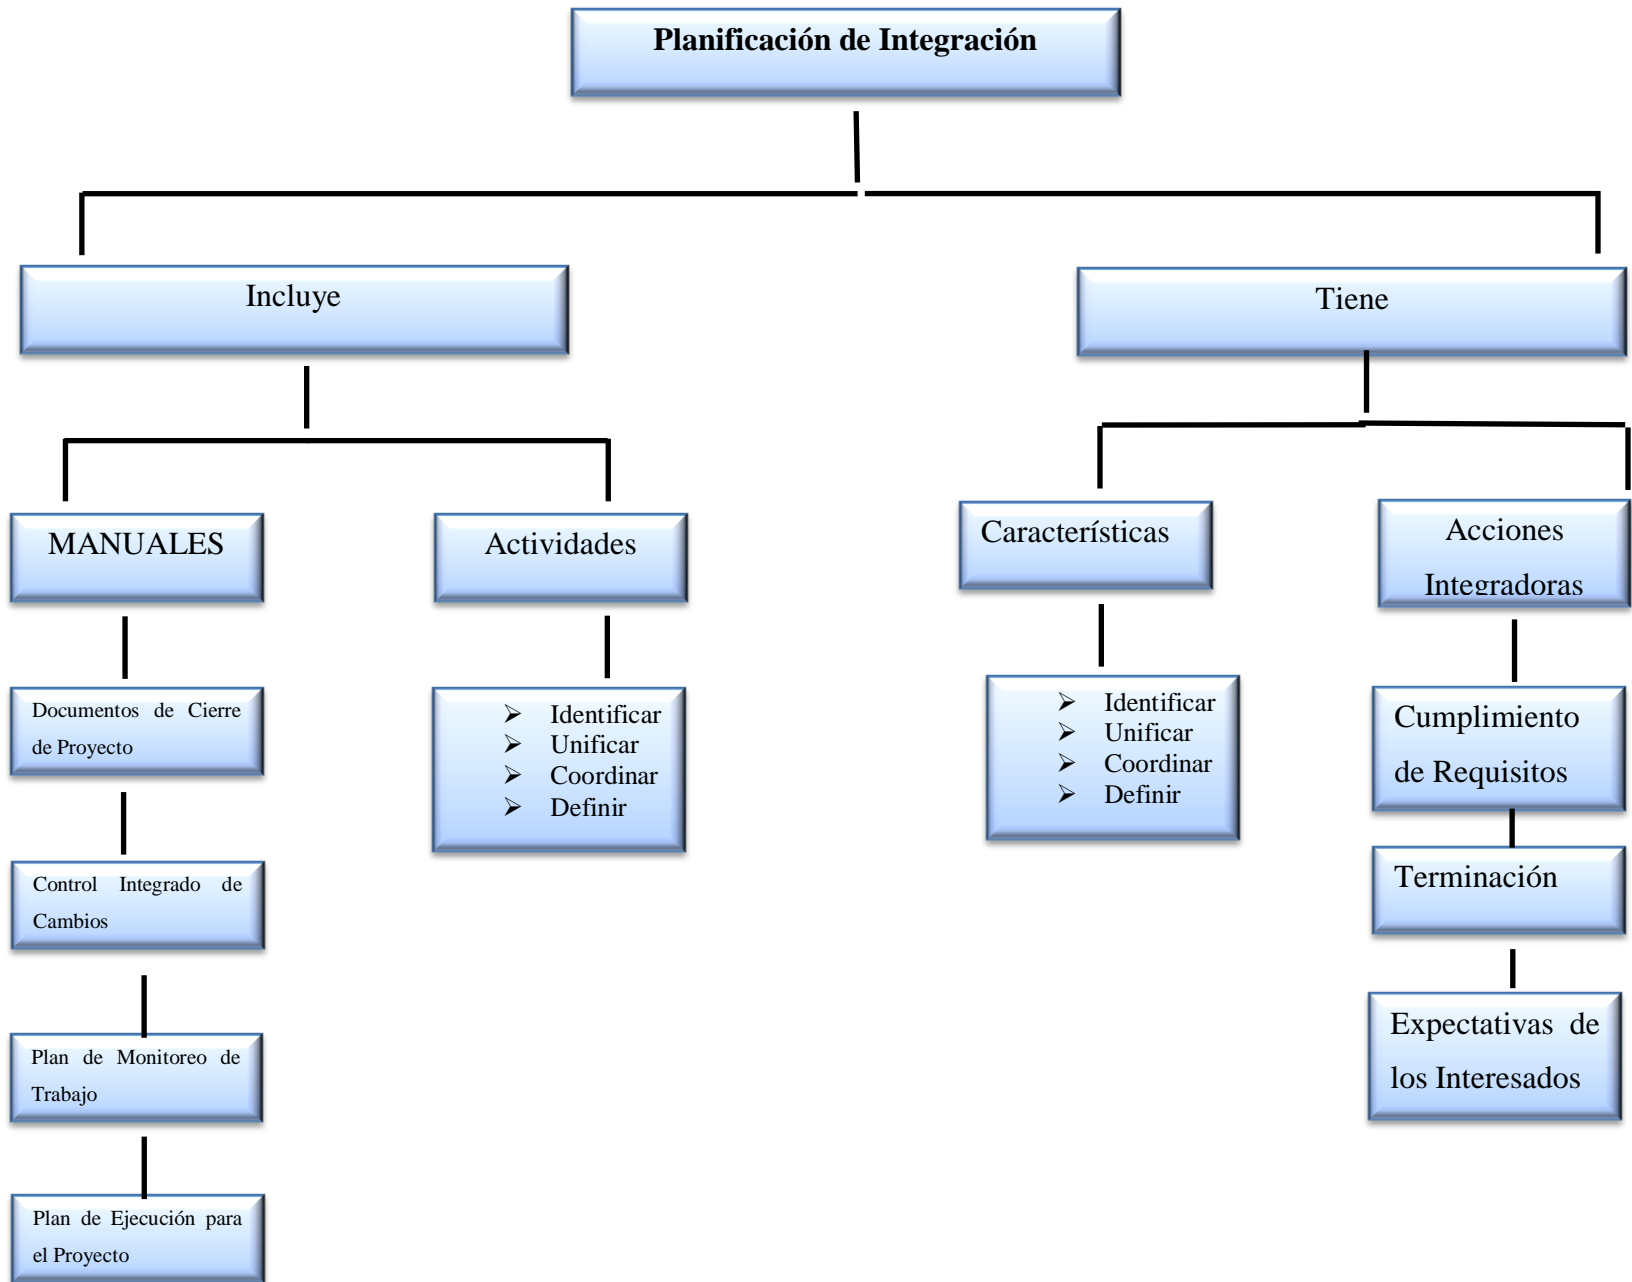 Planificación de Integración
Incluye
Tiene
MANUALES
Actividades
Características
Acciones
Integradoras
Documentos de Cierre
de Proyecto
Identificar
Unificar
Coordinar
Definir
Identificar
Unificar
Coordinar
Definir
Cumplimiento
de Requisitos
Control Integrado de
Cambios
Terminación
Plan de Monitoreo de
Trabajo
Expectativas de
los Interesados
Plan de Ejecución para
el Proyecto